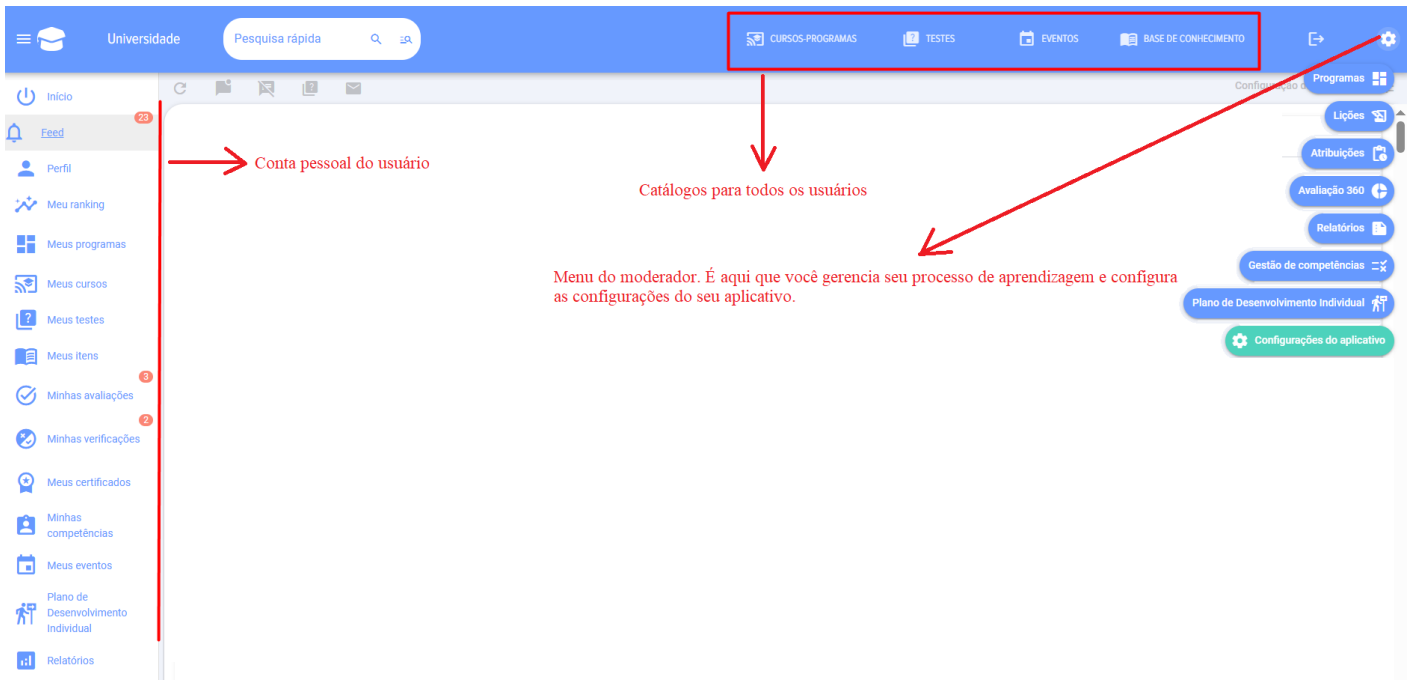 Universidade
Pesquisa rápida
CURSOS-PROGRAMAS
TESTES
EVENTOS
BASE DE CONHECIMENTO
Início
Configuração d
Programas
23
Feed
Lições
Perfil
Conta pessoal do usuário
Atribuições
Catálogos para todos os usuários
Avaliação 360
Meu ranking
Relatórios
Meus programas
Gestão de competências
Menu do moderador. É aqui que você gerencia seu processo de aprendizagem e configura
as configurações do seu aplicativo.
Meus cursos
Plano de Desenvolvimento Individual
Meus testes
Configurações do aplicativo
Meus itens
3
Minhas avaliações
2
Minhas verificações
Meus certificados
Minhas
competências
Meus eventos
Plano de
Desenvolvimento
Individual
Relatórios